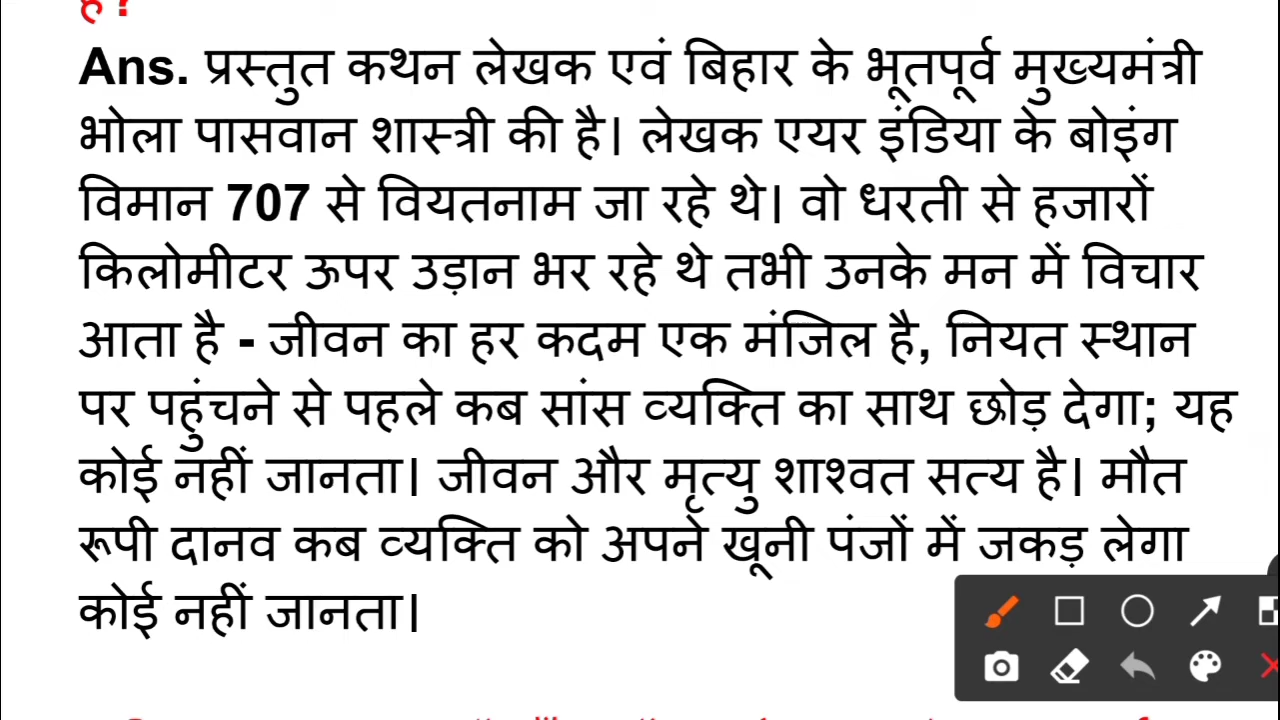 है?
Ans. प्रस्तुत कथन लेखक एवं बिहार के भूतपूर्व मुख्यमंत्री
भोला पासवान शास्त्री की है। लेखक एयर इंडिया के बोइंग
विमान 707 से वियतनाम जा रहे थे। वो धरती से हजारों
किलोमीटर ऊपर उड़ान भर रहे थे तभी उनके मन में विचार
आता है - जीवन का हर कदम एक मंजिल है, नियत स्थान
पर पहुंचने से पहले कब सांस व्यक्ति का साथ छोड़ देगा; यह
कोई नहीं जानता। जीवन और मृत्यु शाश्वत सत्य है। मौत
रूपी दानव कब व्यक्ति को अपने खूनी पंजों में जकड़ लेगा
कोई नहीं जानता।